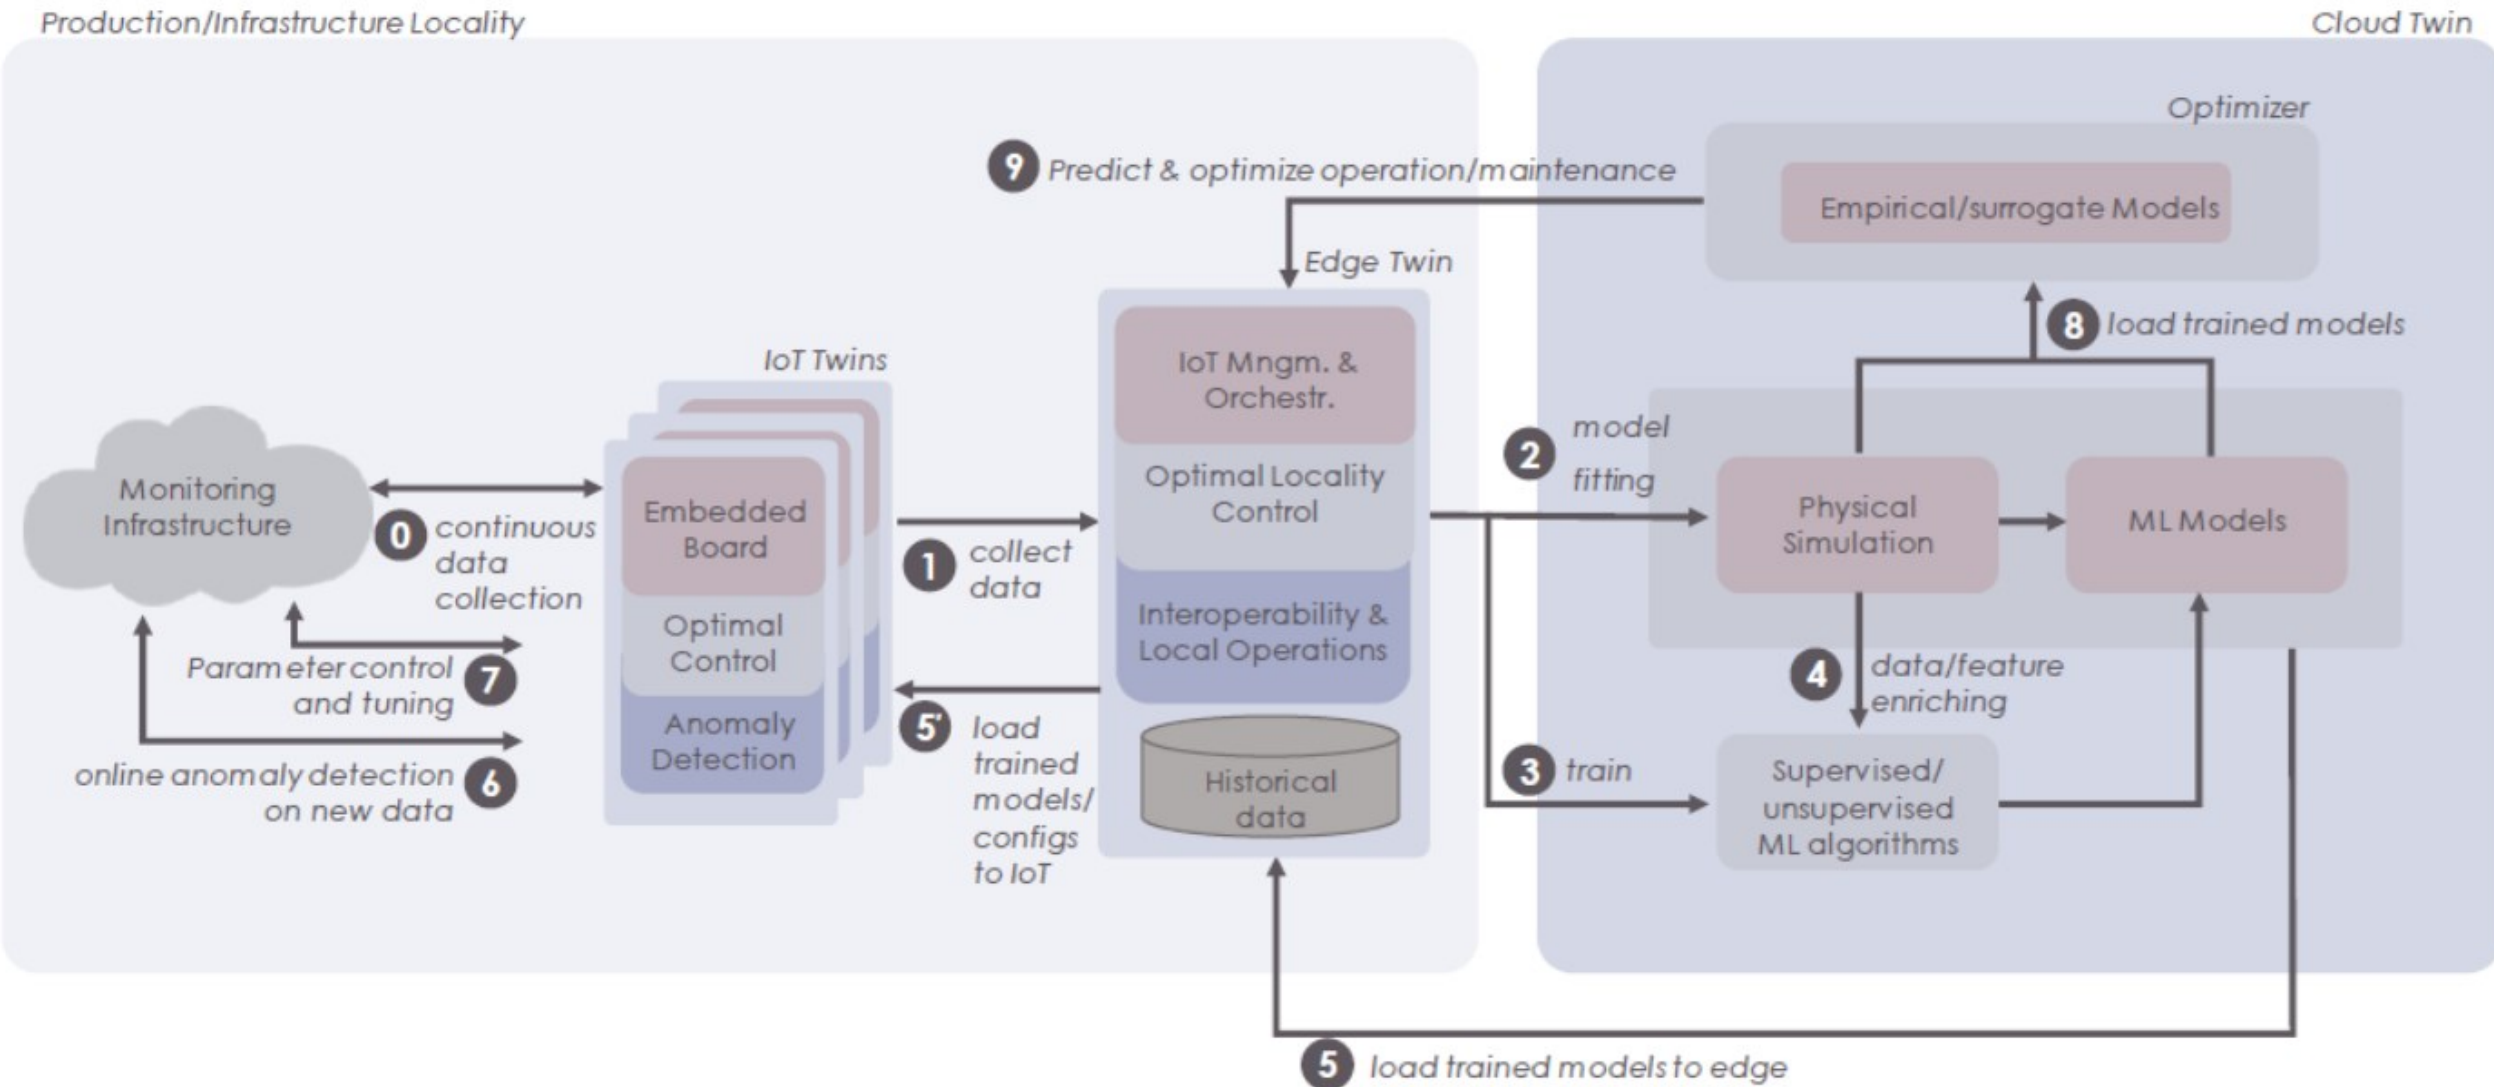 Production/Infrastructure Locality
Cloud Twin
Optimizer
9 Predict & optimize operation/maintenance
Empirical/surrogate Models
Edge Twin
8 load trained models
IoT Twins
IoT Mngm. &
Orchestr.
Monitoring
Infrastructure
0 continuous
data
collection
Embedded
Board
Optimal
Control
Anomaly
Detection
1 collect
data
Optimal Locality
Control
Interoperability &
Local Operations
Historical
data
2 model
fitting
Physical
Simulation
ML Models
Parameter control
and tuning 7
online anomaly detection
on new data 6
5' load
trained
models/
configs
to IoT
4 data/feature
enriching
3 train
Supervised/
unsupervised
ML algorithms
5 load trained models to edge